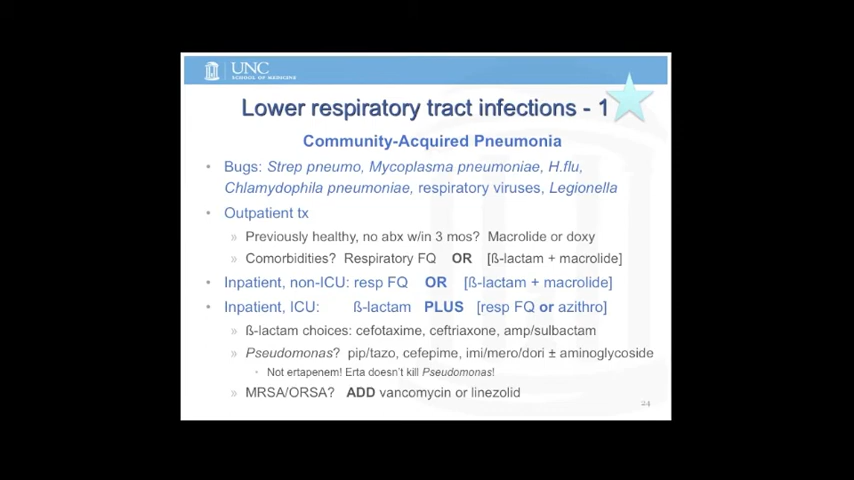 UNC
SCHOOL OF MEDICINE
Lower respiratory tract infections - 1
Community-Acquired Pneumonia
• Bugs: Strep pneumo, Mycoplasma pneumoniae, H.flu,
Chlamydophila pneumoniae, respiratory viruses, Legionella
• Outpatient tx
» Previously healthy, no abx w/in 3 mos? Macrolide or doxy
» Comorbidities? Respiratory FQ OR [ß-lactam + macrolide]
• Inpatient, non-ICU: resp FQ OR [ß-lactam + macrolide]
• Inpatient, ICU: ß-lactam PLUS [resp FQ or azithro]
» ß-lactam choices: cefotaxime, ceftriaxone, amp/sulbactam
» Pseudomonas? pip/tazo, cefepime, imi/mero/dori ± aminoglycoside
• Not ertapenem! Erta doesn't kill Pseudomonas!
» MRSA/ORSA? ADD vancomycin or linezolid
24